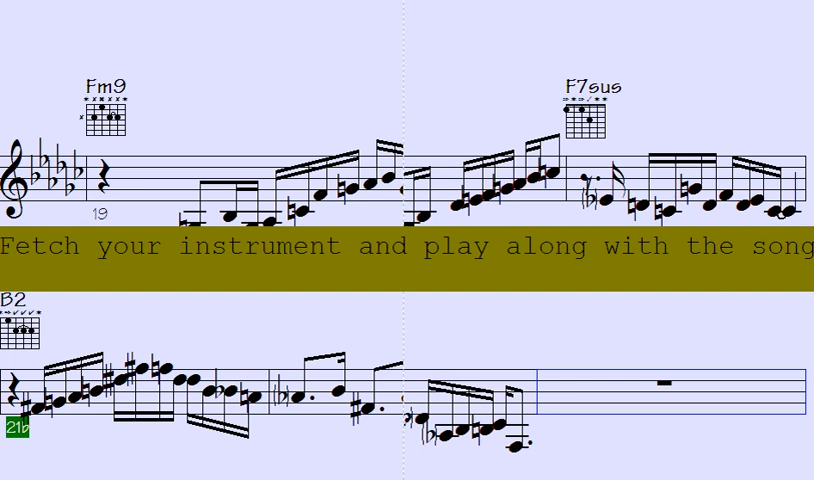 Fm9
F7sus
19
Fetch your instrument and play along with the song
B2
21b